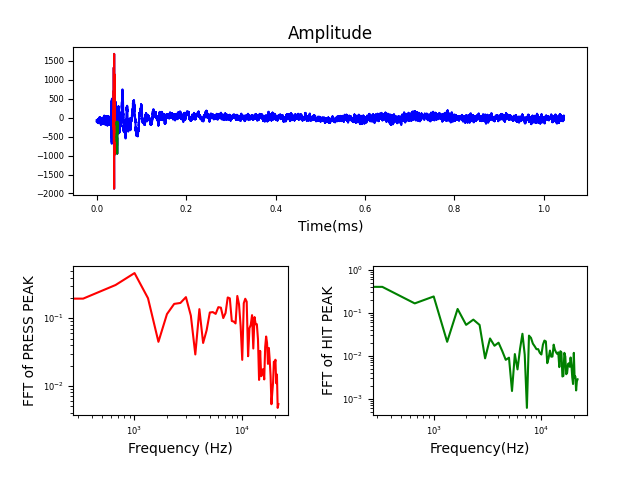 Amplitude
1500
1000
500
0
−500
−1000
−1500
−2000
0.0 0.2 0.4 0.6 0.8 1.0
Time(ms)
FFT of PRESS PEAK
10⁻¹
10⁻²
10³ 10⁴
Frequency (Hz)
FFT of HIT PEAK
10⁰
10⁻¹
10⁻²
10⁻³
10³ 10⁴
Frequency(Hz)